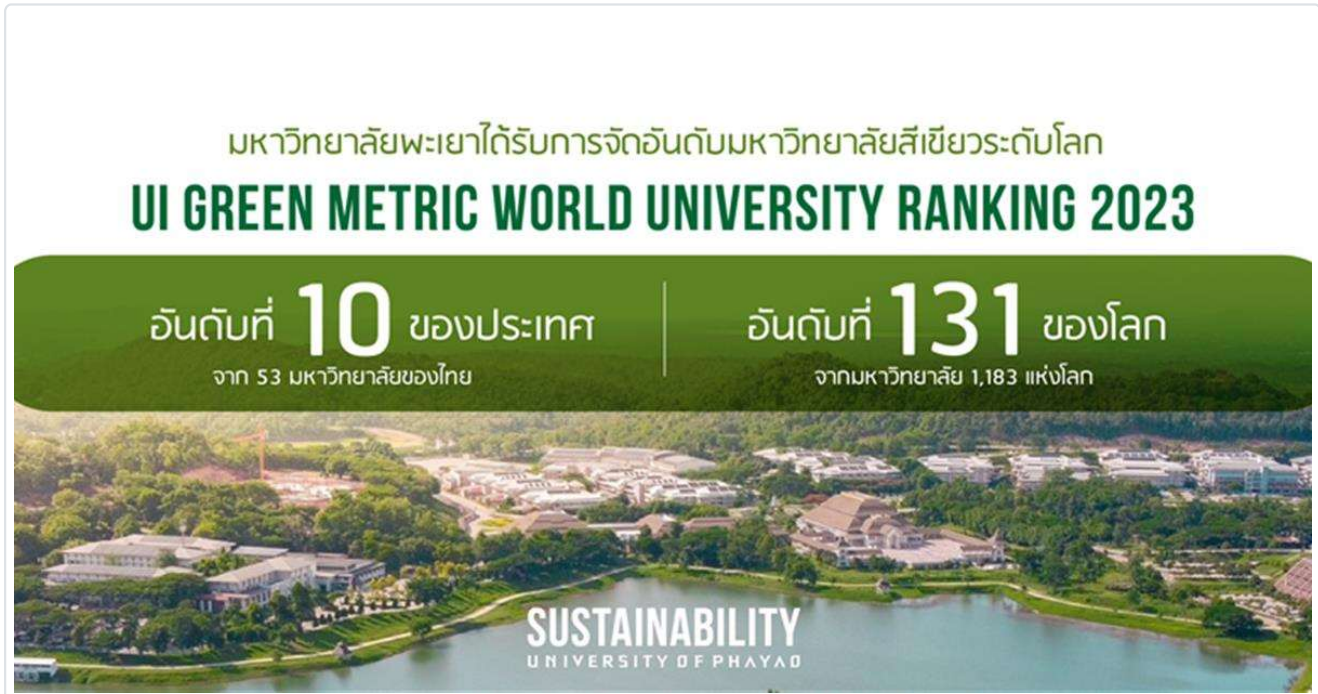 มหาวิทยาลัยพะเยาได้รับการจัดอันดับมหาวิทยาลัยสีเขียวระดับโลก
UI GREEN METRIC WORLD UNIVERSITY RANKING 2023
อันดับที่ 10 ของประเทศ
จาก 53 มหาวิทยาลัยของไทย
อันดับที่ 131 ของโลก
จากมหาวิทยาลัย 1,183 แห่งโลก
SUSTAINABILITY
UNIVERSITY OF PHAYAO